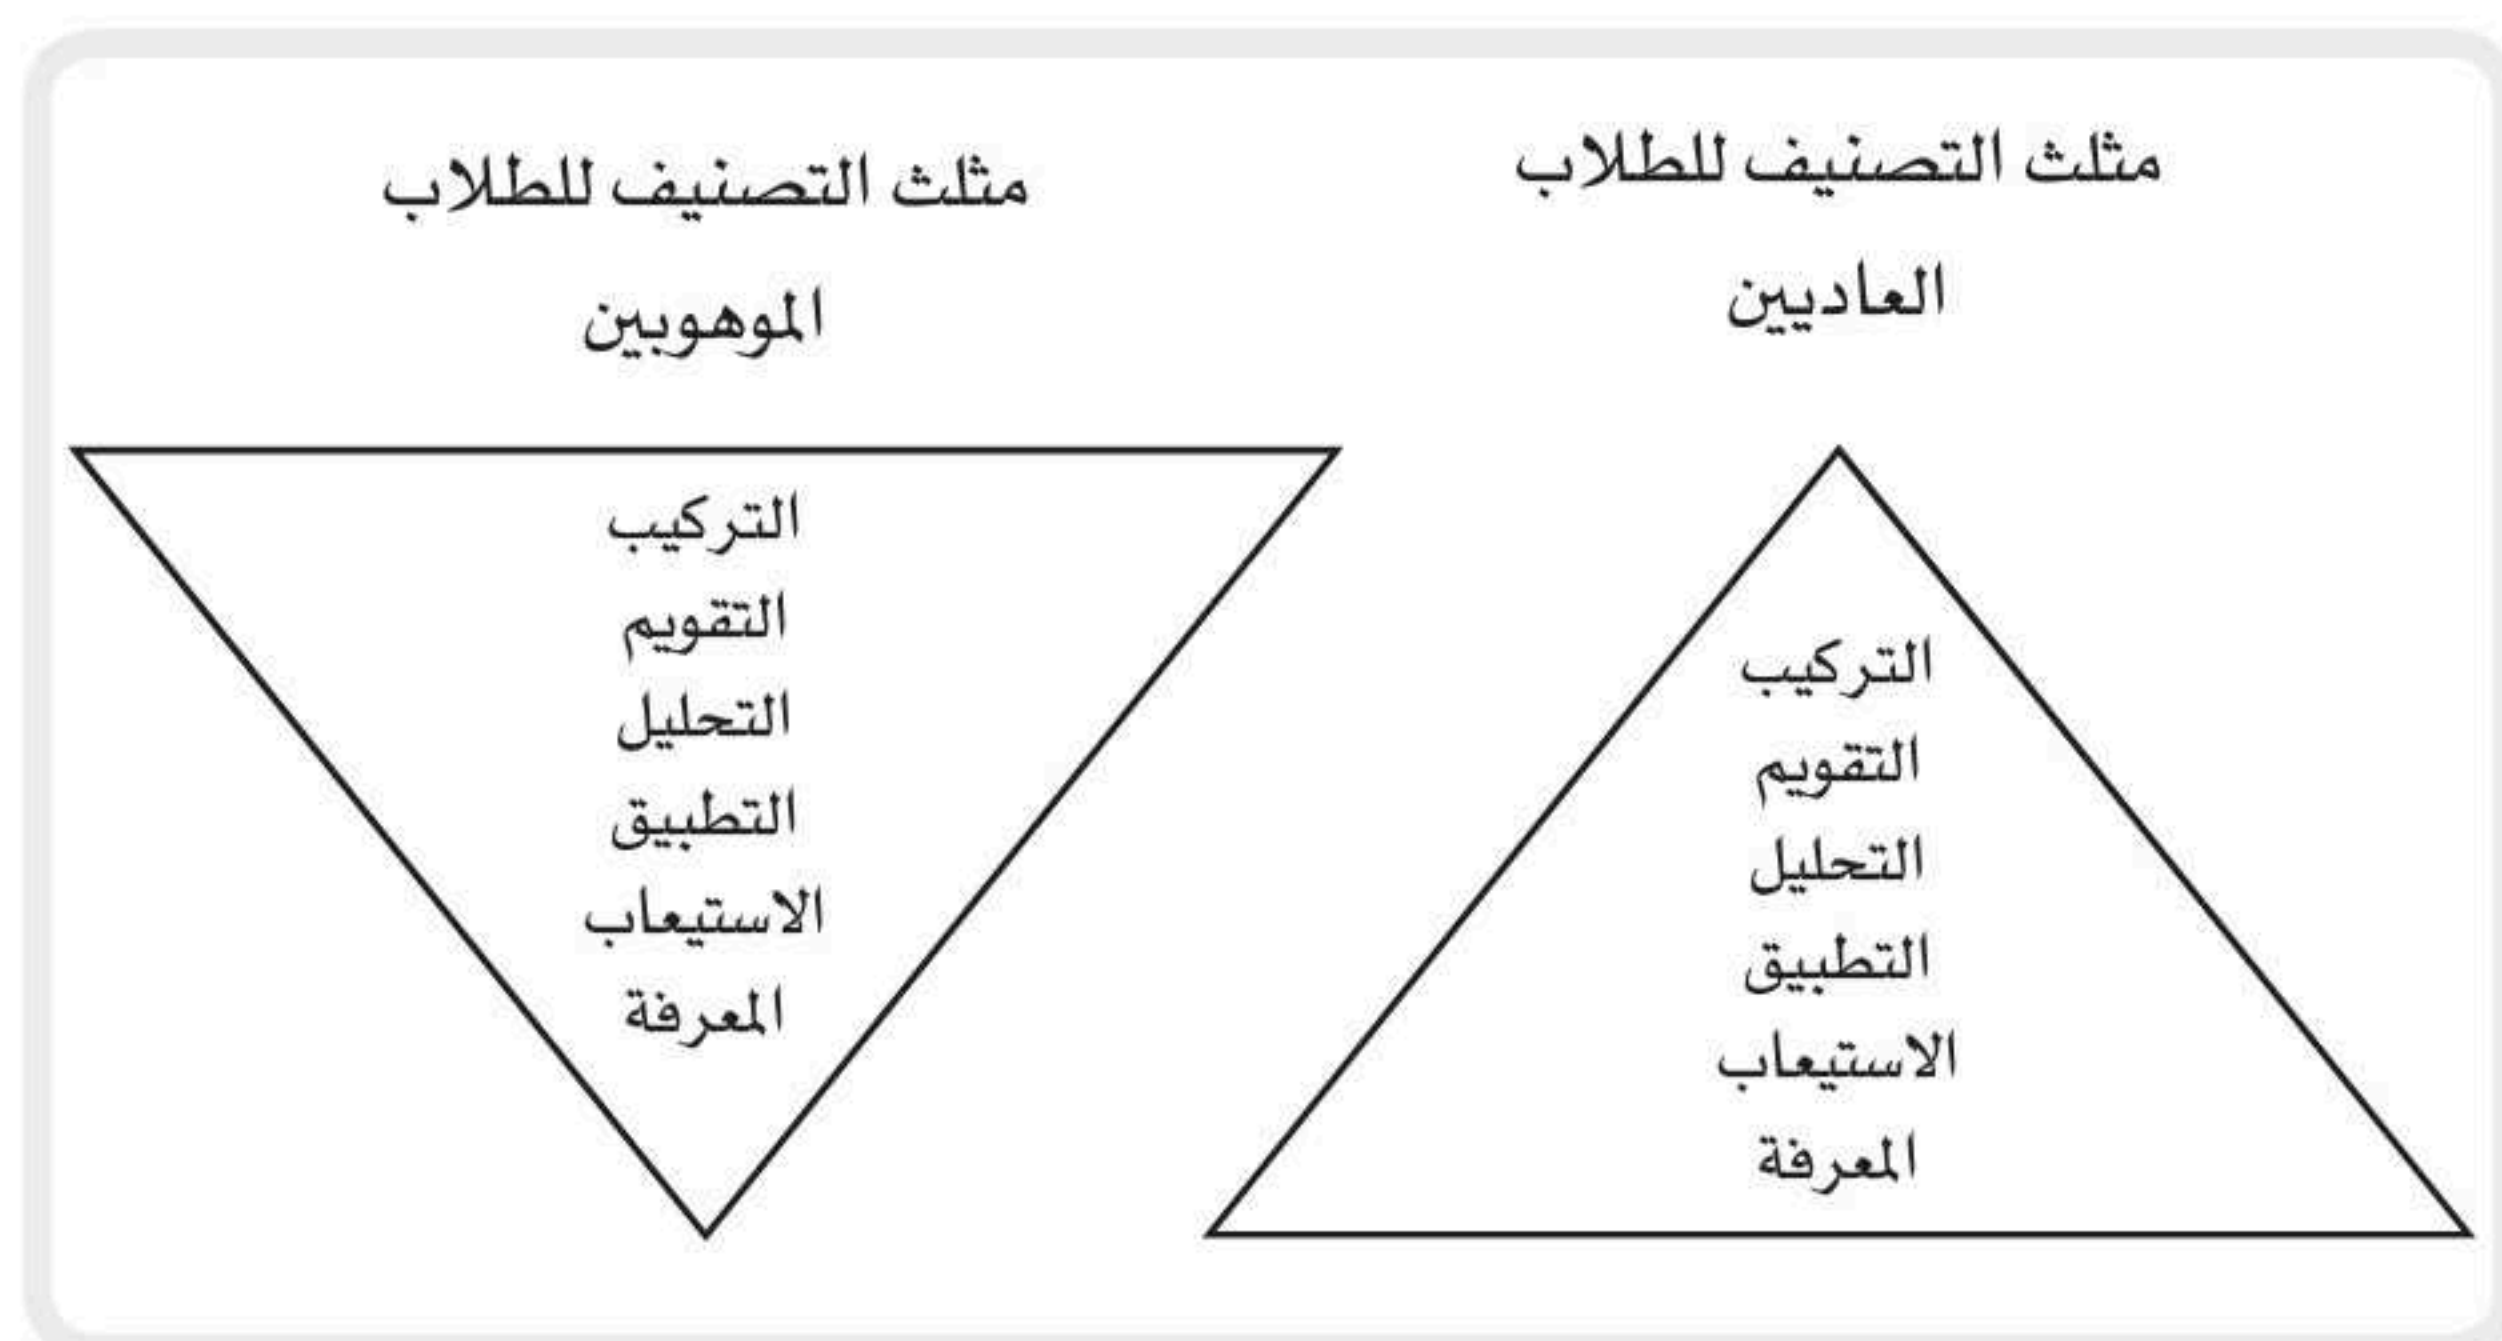 مثلث التصنيف للطلاب
العاديين
التركيب
التقويم
التحليل
التطبيق
الاستيعاب
المعرفة
مثلث التصنيف للطلاب
الموهوبين
التركيب
التقويم
التحليل
التطبيق
الاستيعاب
المعرفة